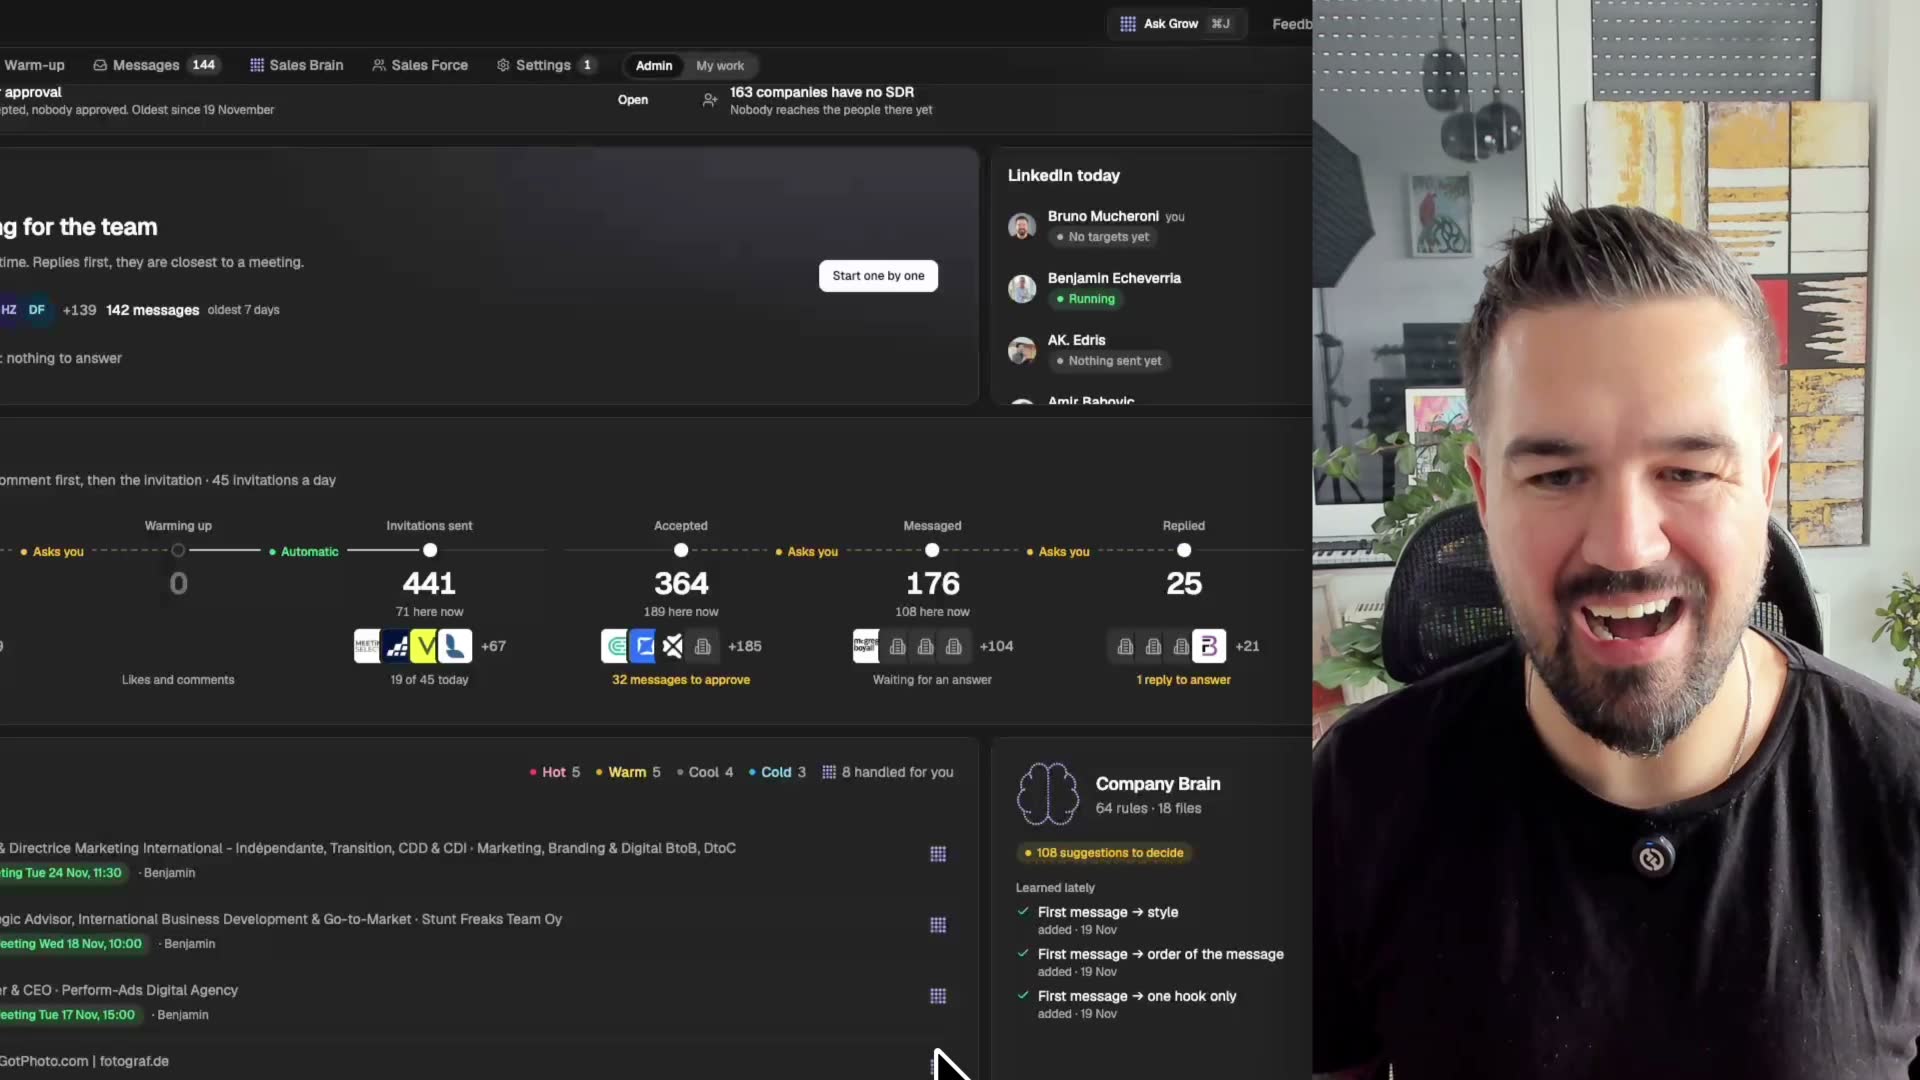 Ask Grow ⌘J
Feedb
Warm-up
Messages 144
Sales Brain
Sales Force
Settings 1
Admin
My work
r approval
pted, nobody approved. Oldest since 19 November
Open
163 companies have no SDR
Nobody reaches the people there yet
ng for the team
time. Replies first, they are closest to a meeting.
HZ DF +139 142 messages oldest 7 days
: nothing to answer
Start one by one
LinkedIn today
Bruno Mucheroni you
No targets yet
Benjamin Echeverria
Running
AK. Edris
Nothing sent yet
Amir Babovic
omment first, then the invitation · 45 invitations a day
Warming up
Invitations sent
Accepted
Messaged
Replied
Asks you
Automatic
Asks you
Asks you
0
441
364
176
25
71 here now
189 here now
108 here now
+67
+185
+104
+21
Likes and comments
19 of 45 today
32 messages to approve
Waiting for an answer
1 reply to answer
Hot 5
Warm 5
Cool 4
Cold 3
8 handled for you
& Directrice Marketing International - Indépendante, Transition, CDD & CDI · Marketing, Branding & Digital BtoB, DtoC
ting Tue 24 Nov, 11:30 · Benjamin
egic Advisor, International Business Development & Go-to-Market · Stunt Freaks Team Oy
eeting Wed 18 Nov, 10:00 · Benjamin
er & CEO · Perform-Ads Digital Agency
eeting Tue 17 Nov, 15:00 · Benjamin
GotPhoto.com | fotograf.de
Company Brain
64 rules · 18 files
108 suggestions to decide
Learned lately
First message → style
added · 19 Nov
First message → order of the message
added · 19 Nov
First message → one hook only
added · 19 Nov